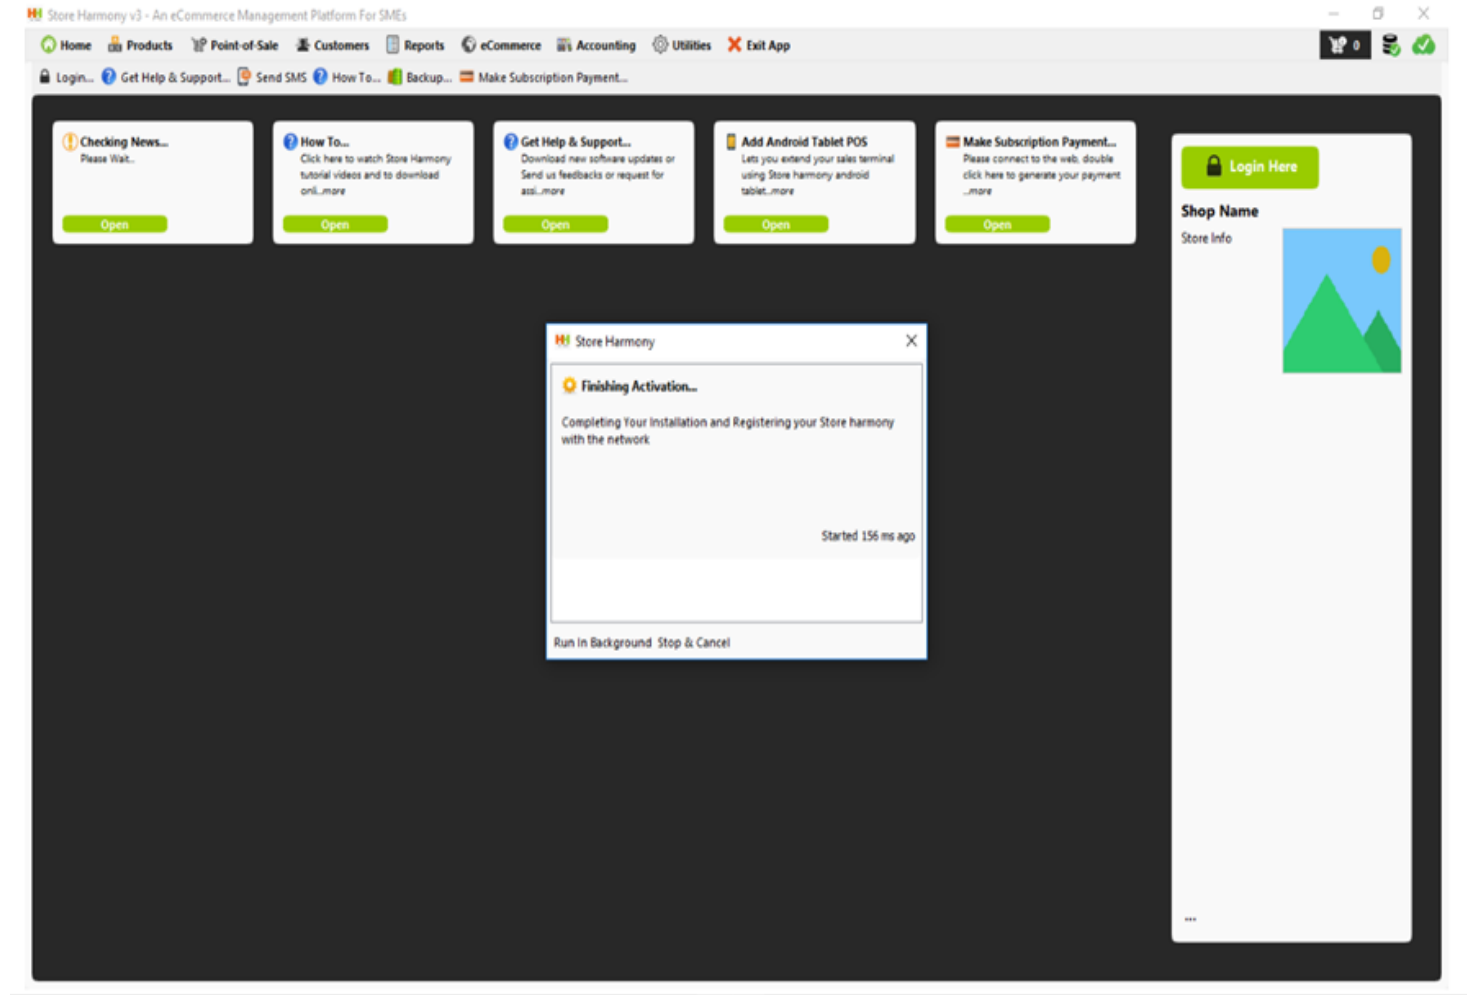 Store Harmony v3 - An eCommerce Management Platform For SMEs
Home Products Point-of-Sale Customers Reports eCommerce Accounting Utilities Exit App 0
Login... Get Help & Support... Send SMS How To... Backup... Make Subscription Payment...
Checking News...
Please Wait..
Open
How To...
Click here to watch Store Harmony
tutorial videos and to download
onli...more
Open
Get Help & Support...
Download new software updates or
Send us feedbacks or request for
assi...more
Open
Add Android Tablet POS
Lets you extend your sales terminal
using Store harmony android
tablet...more
Open
Make Subscription Payment...
Please connect to the web, double
click here to generate your payment
...more
Open
Login Here
Shop Name
Store Info
...
Store Harmony
Finishing Activation...
Completing Your Installation and Registering your Store harmony
with the network
Started 156 ms ago
Run In Background Stop & Cancel